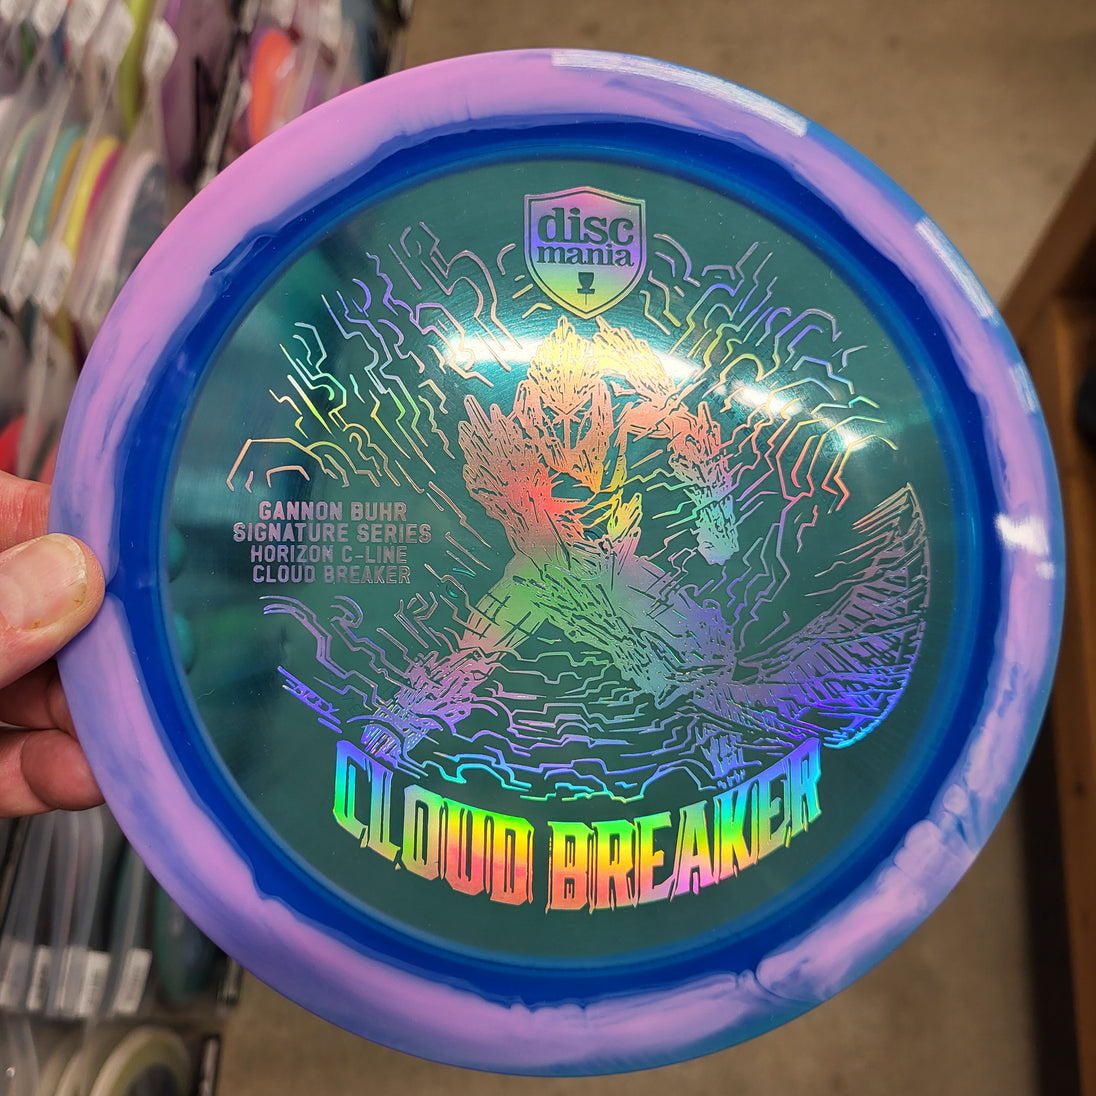 disc
mania
GANNON BUHR
SIGNATURE SERIES
HORIZON C-LINE
CLOUD BREAKER
CLOUD BREAKER